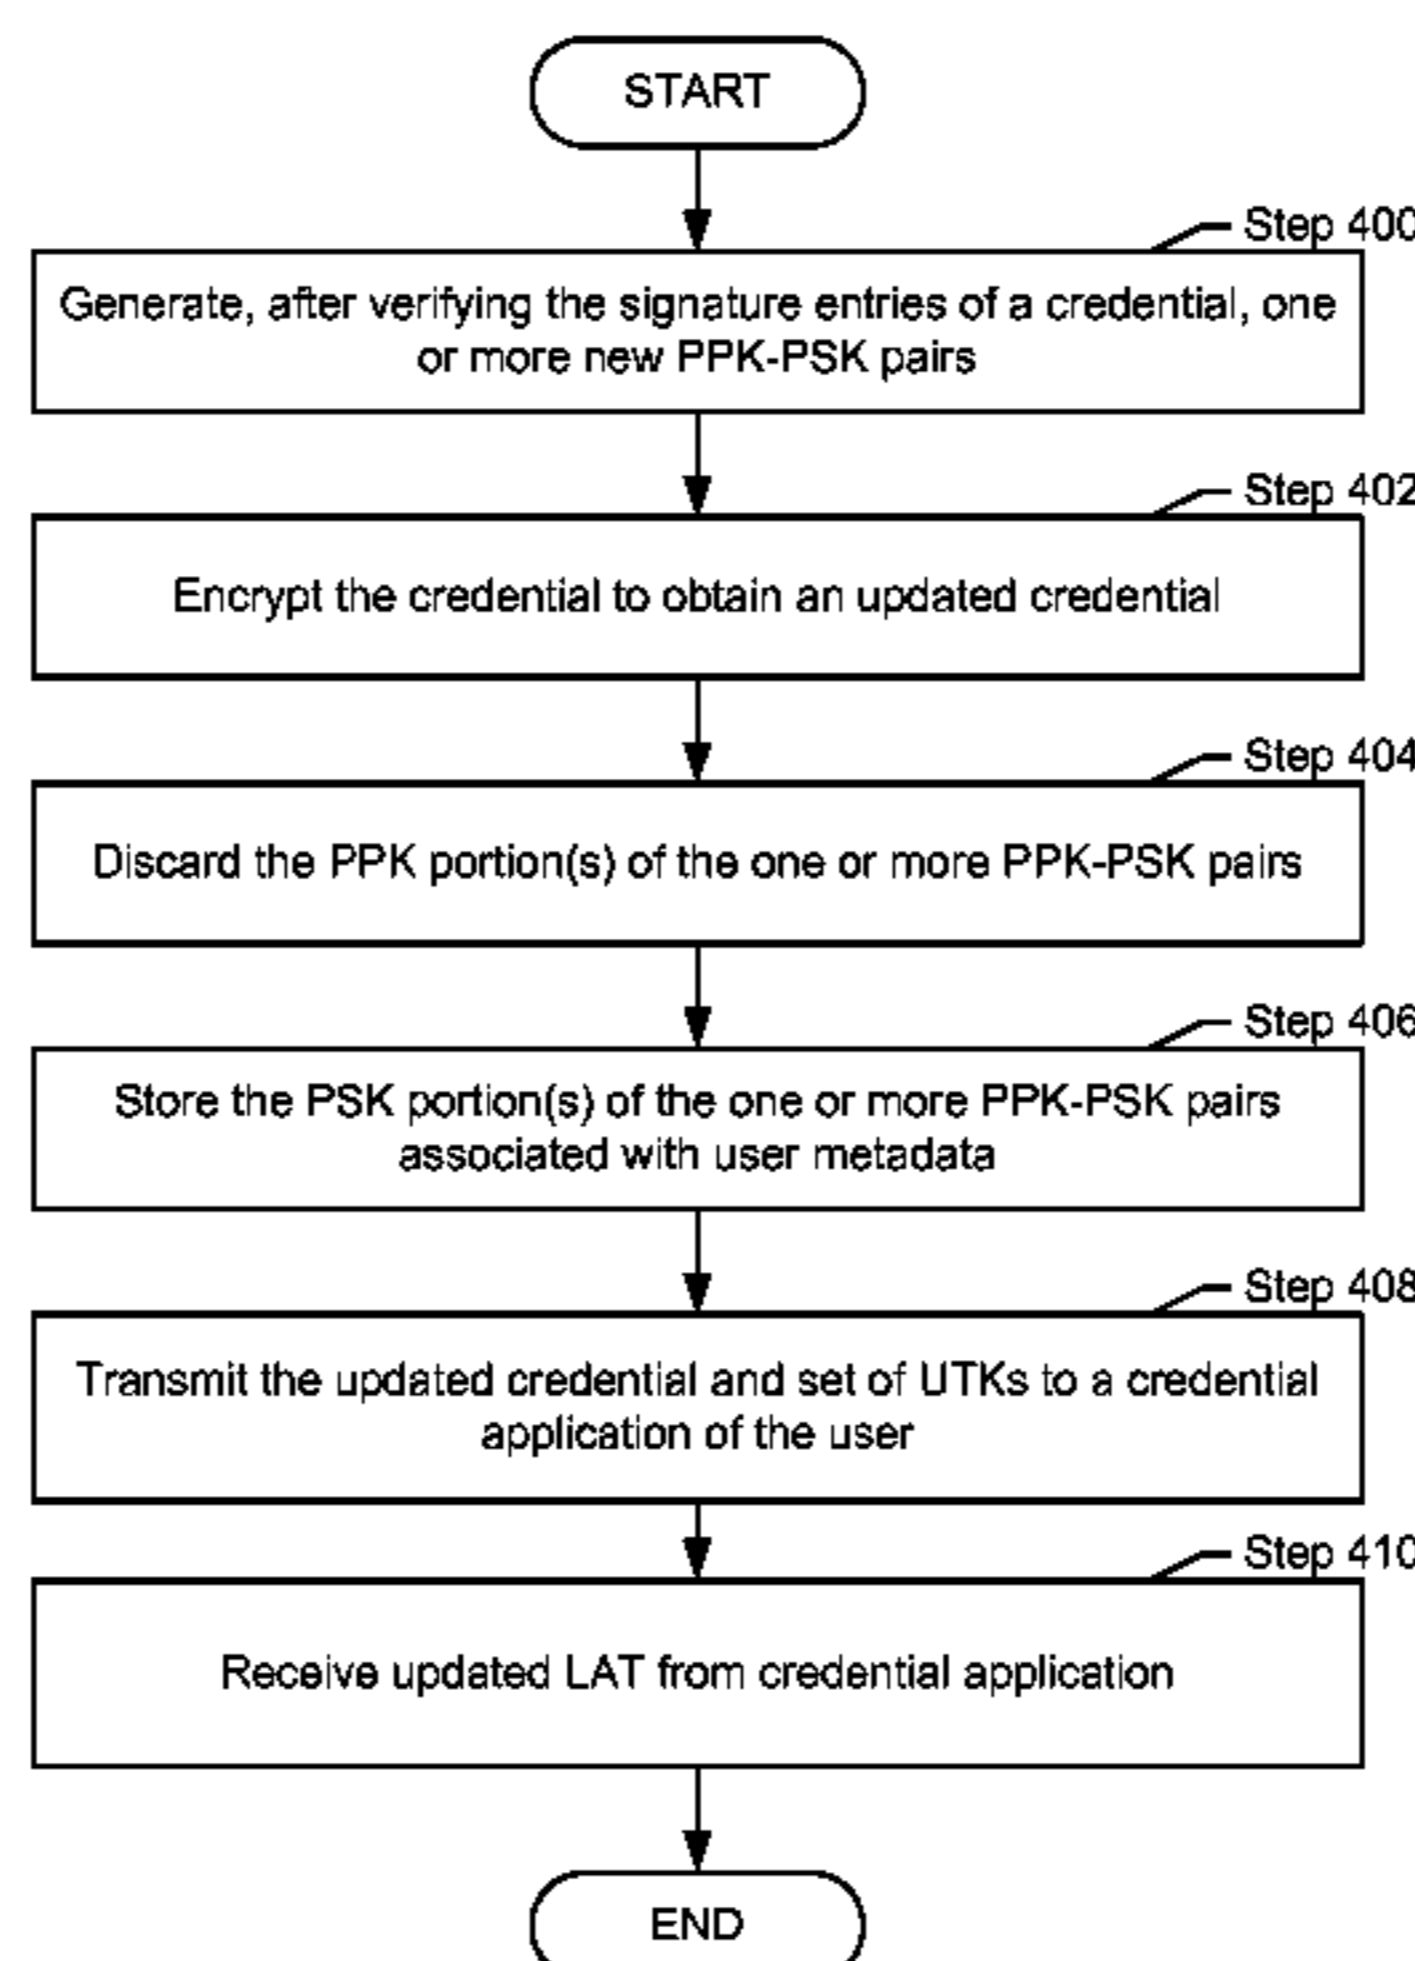 START
Step 400
Generate, after verifying the signature entries of a credential, one
or more new PPK-PSK pairs
Step 402
Encrypt the credential to obtain an updated credential
Step 404
Discard the PPK portion(s) of the one or more PPK-PSK pairs
Step 406
Store the PSK portion(s) of the one or more PPK-PSK pairs
associated with user metadata
Step 408
Transmit the updated credential and set of UTKs to a credential
application of the user
Step 410
Receive updated LAT from credential application
END